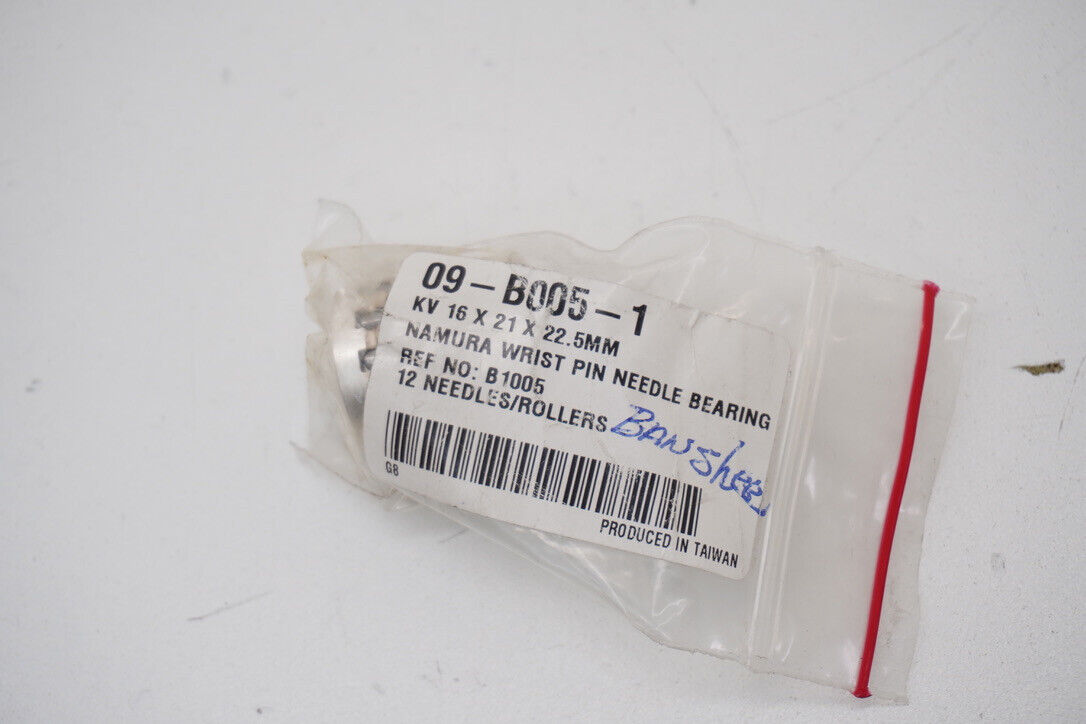 09-B005-1
KV 16 X 21 X 22.5MM
NAMURA WRIST PIN NEEDLE BEARING
REF NO: B1005
12 NEEDLES/ROLLERS
Banshee
G8
PRODUCED IN TAIWAN